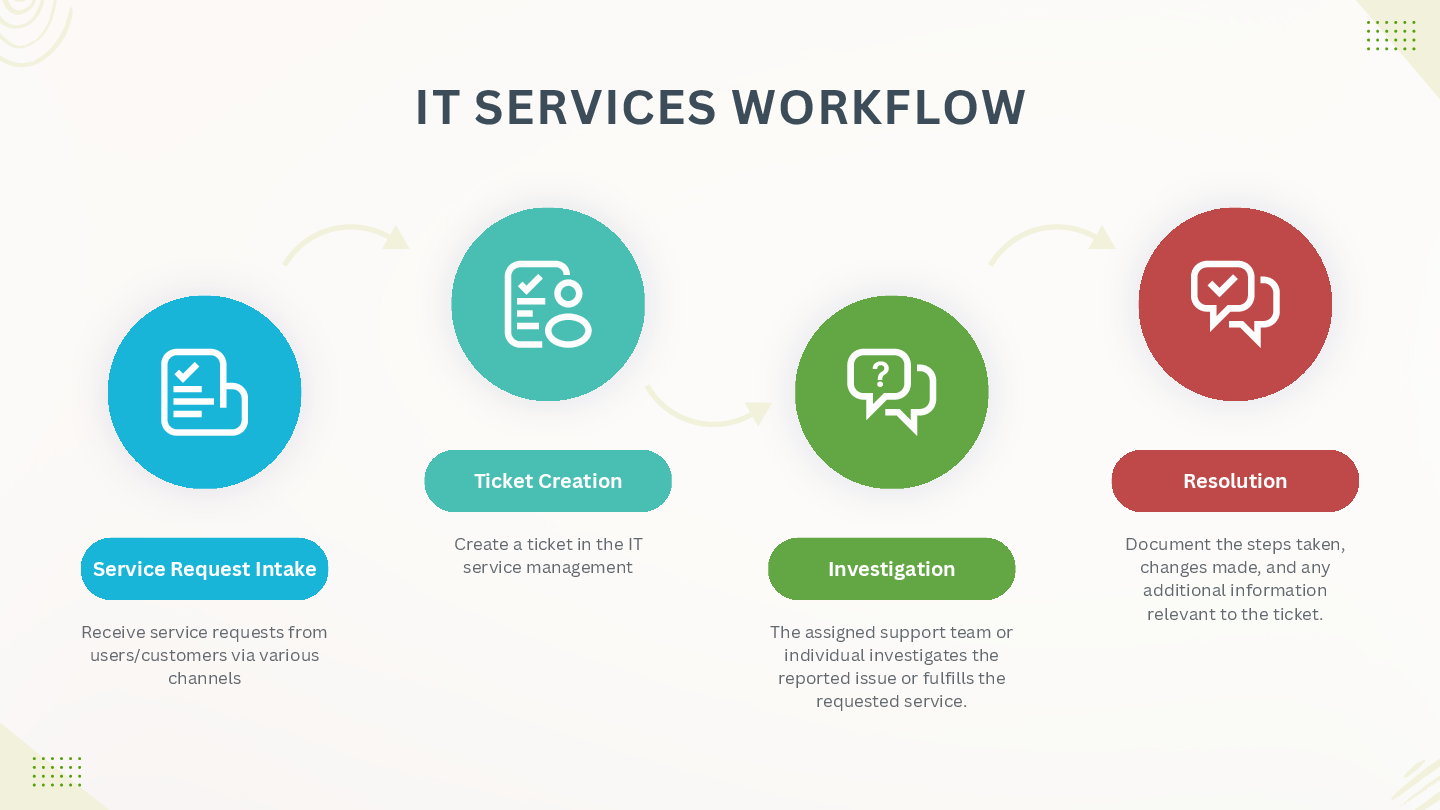 IT SERVICES WORKFLOW
Service Request Intake
Receive service requests from
users/customers via various
channels
Ticket Creation
Create a ticket in the IT
service management
?
Investigation
The assigned support team or
individual investigates the
reported issue or fulfills the
requested service.
Resolution
Document the steps taken,
changes made, and any
additional information
relevant to the ticket.